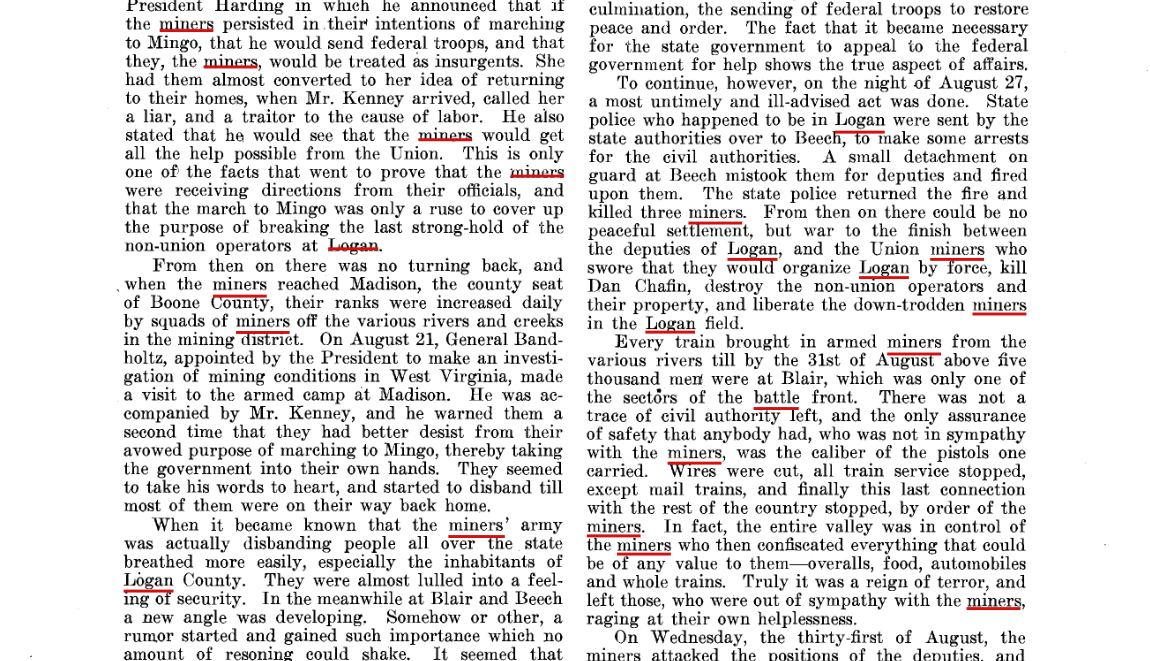 President Harding in which he announced that if
the miners persisted in their intentions of marching
to Mingo, that he would send federal troops, and that
they, the miners, would be treated as insurgents. She
had them almost converted to her idea of returning
to their homes, when Mr. Kenney arrived, called her
a liar, and a traitor to the cause of labor. He also
stated that he would see that the miners would get
all the help possible from the Union. This is only
one of the facts that went to prove that the miners
were receiving directions from their officials, and
that the march to Mingo was only a ruse to cover up
the purpose of breaking the last strong-hold of the
non-union operators at Logan.
From then on there was no turning back, and
when the miners reached Madison, the county seat
of Boone County, their ranks were increased daily
by squads of miners off the various rivers and creeks
in the mining district. On August 21, General Band-
holtz, appointed by the President to make an investi-
gation of mining conditions in West Virginia, made
a visit to the armed camp at Madison. He was ac-
companied by Mr. Kenney, and he warned them a
second time that they had better desist from their
avowed purpose of marching to Mingo, thereby taking
the government into their own hands. They seemed
to take his words to heart, and started to disband till
most of them were on their way back home.
When it became known that the miners' army
was actually disbanding people all over the state
breathed more easily, especially the inhabitants of
Logan County. They were almost lulled into a feel-
ing of security. In the meanwhile at Blair and Beech
a new angle was developing. Somehow or other, a
rumor started and gained such importance which no
amount of resoning could shake. It seemed that
culmination, the sending of federal troops to restore
peace and order. The fact that it became necessary
for the state government to appeal to the federal
government for help shows the true aspect of affairs.
To continue, however, on the night of August 27,
a most untimely and ill-advised act was done. State
police who happened to be in Logan were sent by the
state authorities over to Beech, to make some arrests
for the civil authorities. A small detachment on
guard at Beech mistook them for deputies and fired
upon them. The state police returned the fire and
killed three miners. From then on there could be no
peaceful settlement, but war to the finish between
the deputies of Logan, and the Union miners who
swore that they would organize Logan by force, kill
Dan Chafin, destroy the non-union operators and
their property, and liberate the down-trodden miners
in the Logan field.
Every train brought in armed miners from the
various rivers till by the 31st of August above five
thousand men were at Blair, which was only one of
the sectors of the battle front. There was not a
trace of civil authority left, and the only assurance
of safety that anybody had, who was not in sympathy
with the miners, was the caliber of the pistols one
carried. Wires were cut, all train service stopped,
except mail trains, and finally this last connection
with the rest of the country stopped, by order of the
miners. In fact, the entire valley was in control of
the miners who then confiscated everything that could
be of any value to them—overalls, food, automobiles
and whole trains. Truly it was a reign of terror, and
left those, who were out of sympathy with the miners,
raging at their own helplessness.
On Wednesday, the thirty-first of August, the
miners attacked the positions of the deputies, and